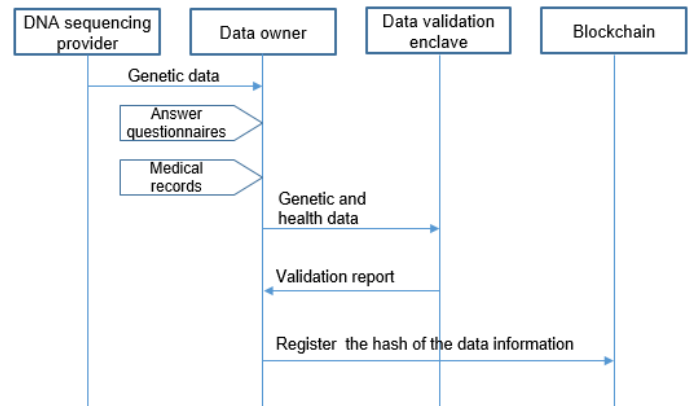 DNA sequencing
provider
Data owner
Data validation
enclave
Blockchain
Genetic data
Answer
questionnaires
Medical
records
Genetic and
health data
Validation report
Register the hash of the data information